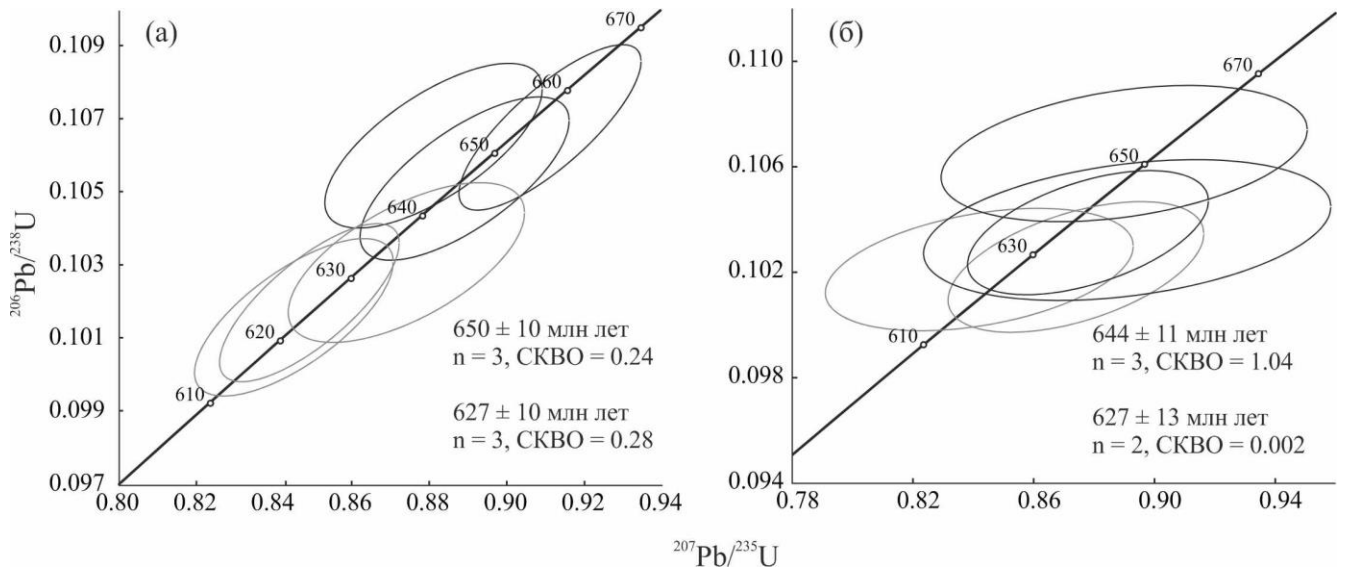 (а)
0.109
0.107
0.105
0.103
0.101
0.099
0.097
²⁰⁶Pb/²³⁸U
670
660
650
640
630
620
610
650 ± 10 млн лет
n = 3, СКВО = 0.24
627 ± 10 млн лет
n = 3, СКВО = 0.28
0.80 0.82 0.84 0.86 0.88 0.90 0.92 0.94
(б)
0.110
0.106
0.102
0.098
0.094
670
650
630
610
644 ± 11 млн лет
n = 3, СКВО = 1.04
627 ± 13 млн лет
n = 2, СКВО = 0.002
0.78 0.82 0.86 0.90 0.94
²⁰⁷Pb/²³⁵U